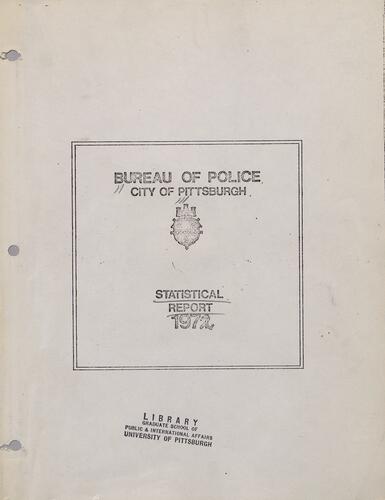 BUREAU OF POLICE
CITY OF PITTSBURGH
STATISTICAL
REPORT
1972
LIBRARY
GRADUATE SCHOOL OF
PUBLIC & INTERNATIONAL AFFAIRS
UNIVERSITY OF PITTSBURGH